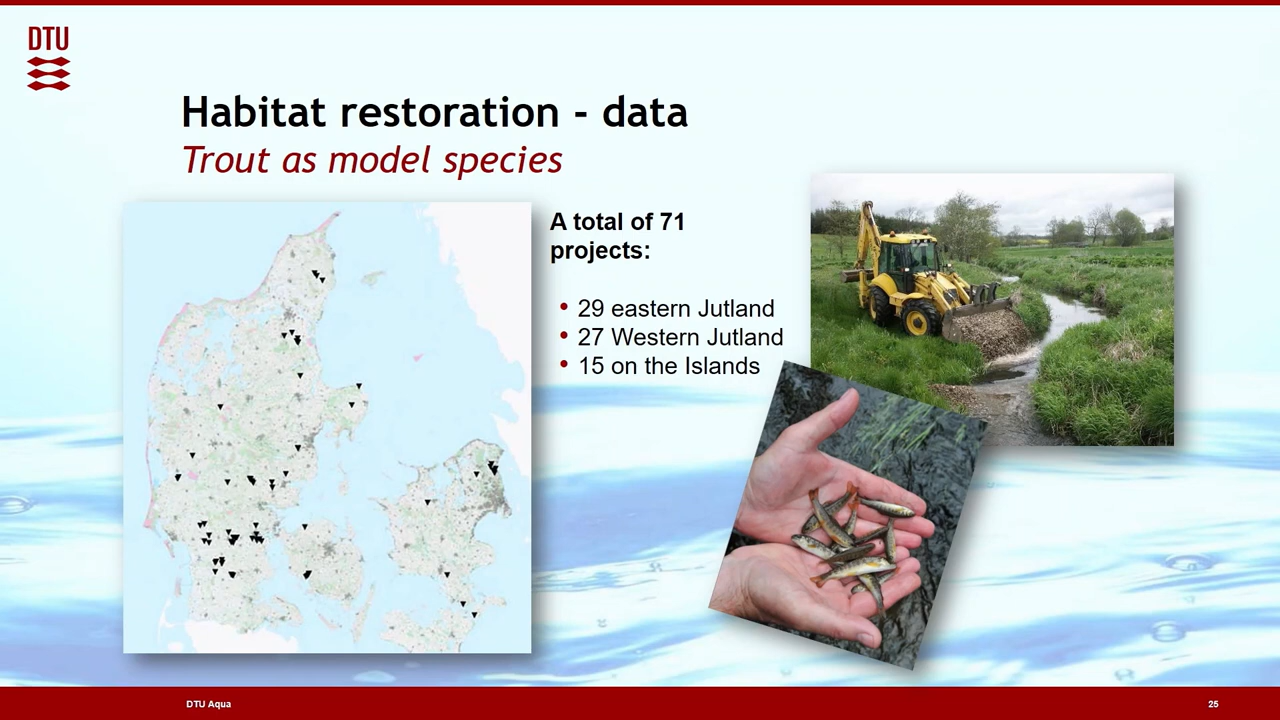 DTU
Habitat restoration - data
Trout as model species
A total of 71
projects:
• 29 eastern Jutland
• 27 Western Jutland
• 15 on the Islands
DTU Aqua
25